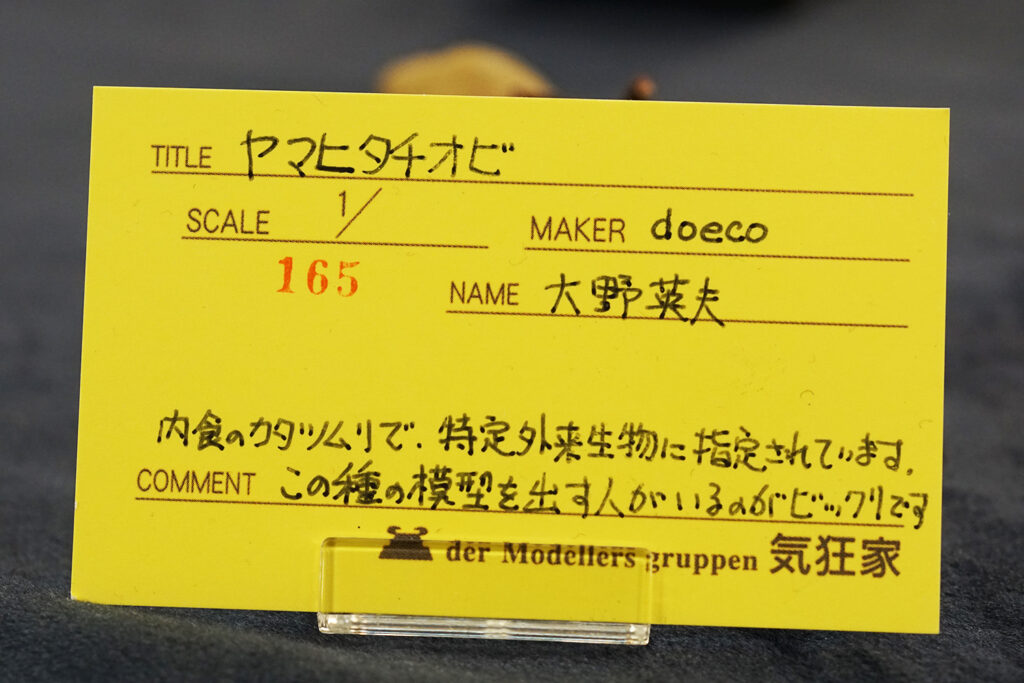 TITLE ヤマヒタチオビ
SCALE 1/
MAKER doeco
165
NAME 大野英夫
肉食のカタツムリで、特定外来生物に指定されています。
COMMENT この種の模型を出す人がいるのがビックリです
der Modellers gruppen 気狂家